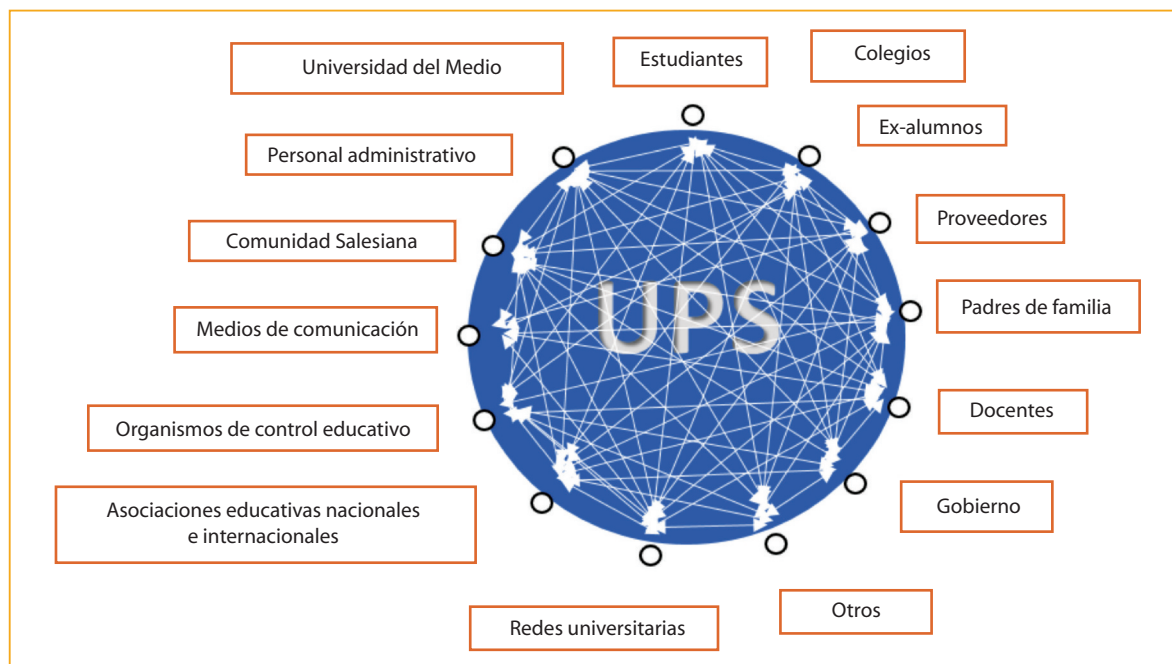 Universidad del Medio
Estudiantes
Colegios
Ex-alumnos
Personal administrativo
Proveedores
Comunidad Salesiana
Padres de familia
Medios de comunicación
UPS
Docentes
Organismos de control educativo
Gobierno
Asociaciones educativas nacionales
e internacionales
Otros
Redes universitarias